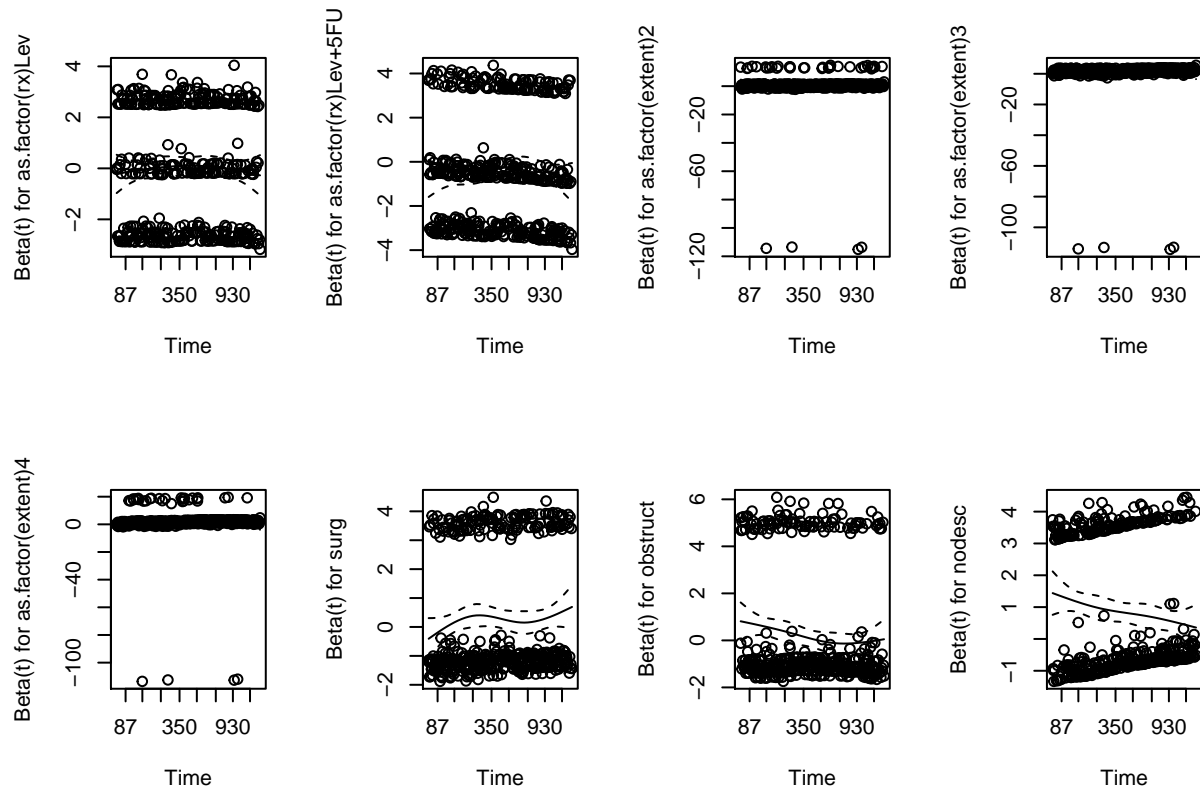 Beta(t) for as.factor(rx)Lev
4
2
0
−2
87 350 930
Time
Beta(t) for as.factor(rx)Lev+5FU
4
2
0
−2
−4
87 350 930
Time
Beta(t) for as.factor(extent)2
−20
−60
−120
87 350 930
Time
Beta(t) for as.factor(extent)3
−20
−60
−100
87 350 930
Time
Beta(t) for as.factor(extent)4
0
−40
−100
87 350 930
Time
Beta(t) for surg
4
2
0
−2
87 350 930
Time
Beta(t) for obstruct
6
4
2
0
−2
87 350 930
Time
Beta(t) for nodesc
4
3
2
1
−1
87 350 930
Time